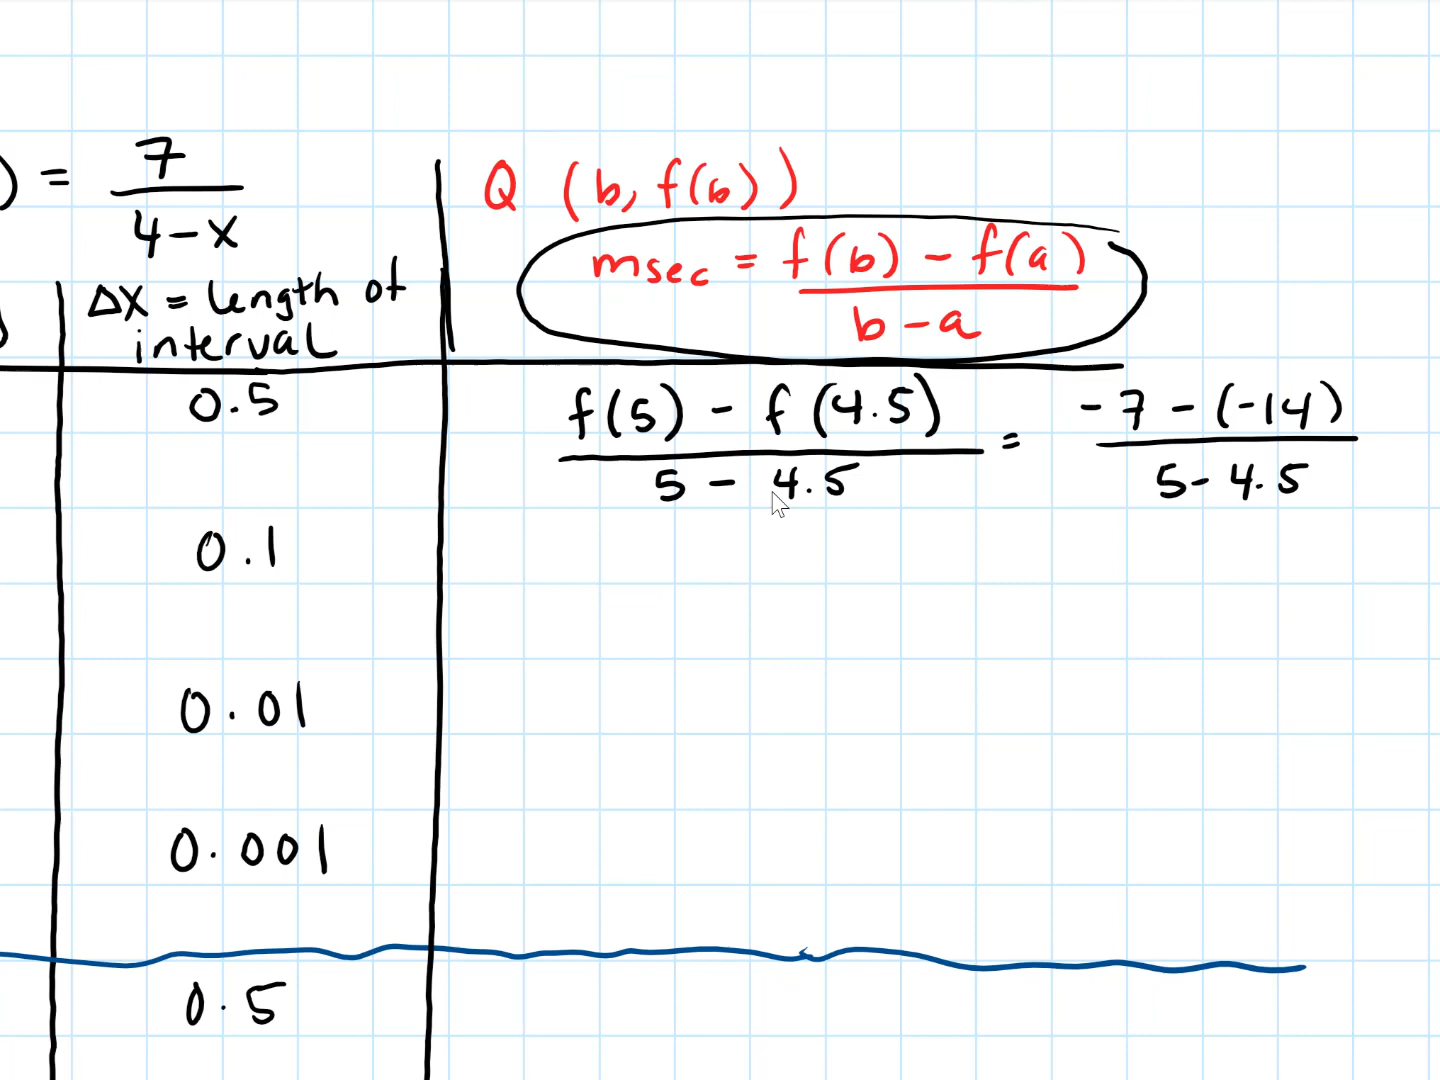 ) = 7 / 4-x
Q (b, f(b))
msec = f(b) - f(a) / b - a
Δx = length of
interval
0.5
f(5) - f(4.5) / 5 - 4.5 = -7 - (-14) / 5 - 4.5
0.1
0.01
0.001
0.5